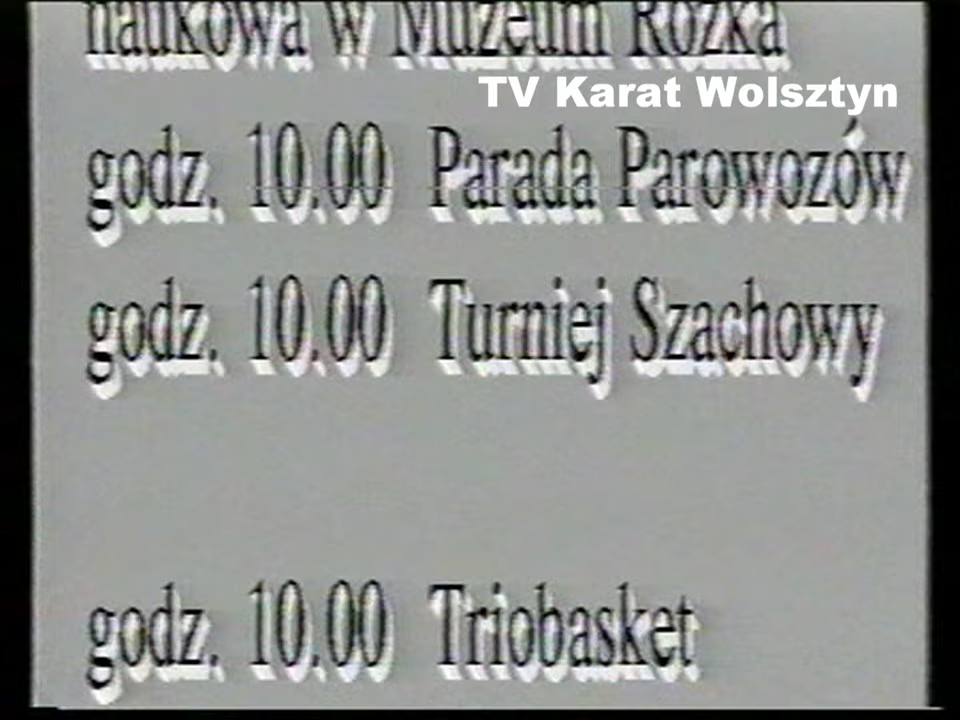 naukowa w Muzeum Rożka
TV Karat Wolsztyn
godz. 10.00 Parada Parowozów
godz. 10.00 Turniej Szachowy
godz. 10.00 Triobasket